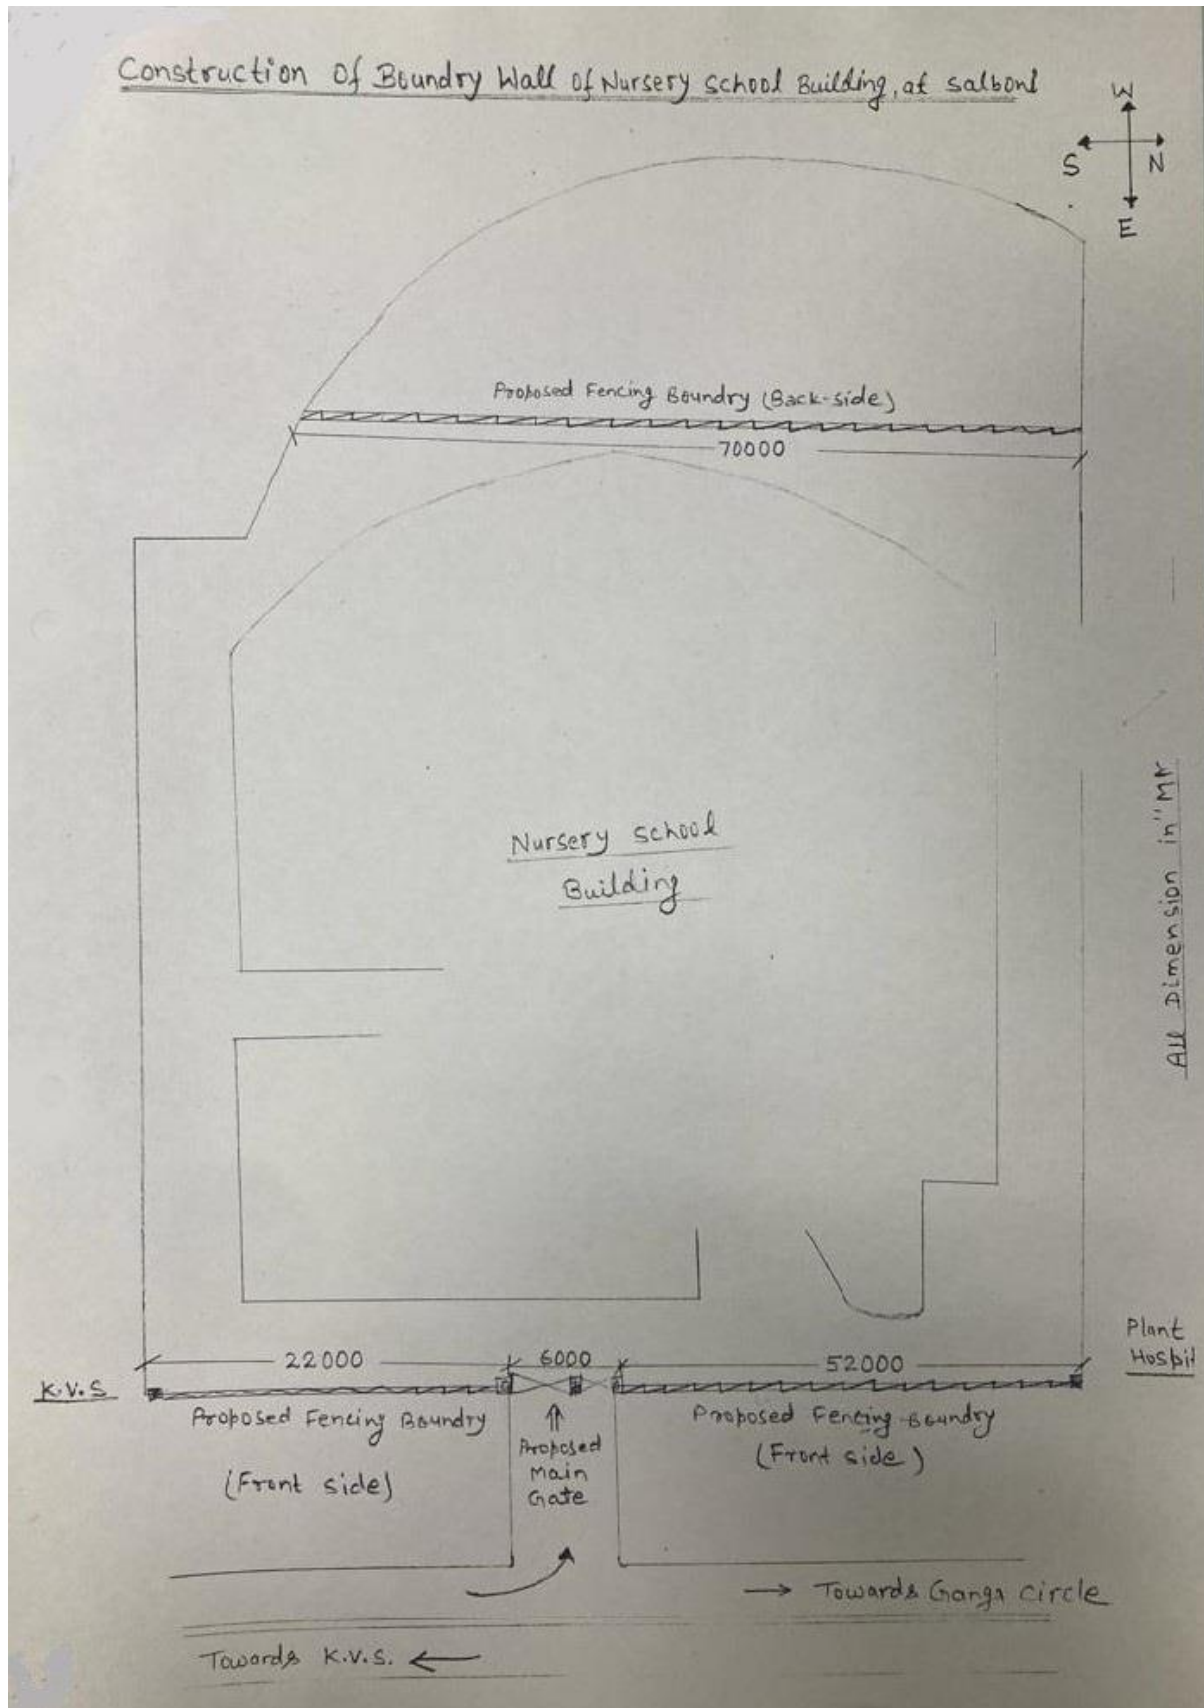 Construction Of Boundry Wall of Nursery School Building, at salboni
W
S N
E
Proposed Fencing Boundry (Back-side)
70000
Nursery School
Building
All Dimension in "MM
22000 6000 52000
Plant
Hospit
K.V.S
Proposed Fencing Boundry
(Front side)
Proposed
Main
Gate
Proposed Fencing Boundry
(Front side)
Towards Ganga circle
Towards K.V.S.